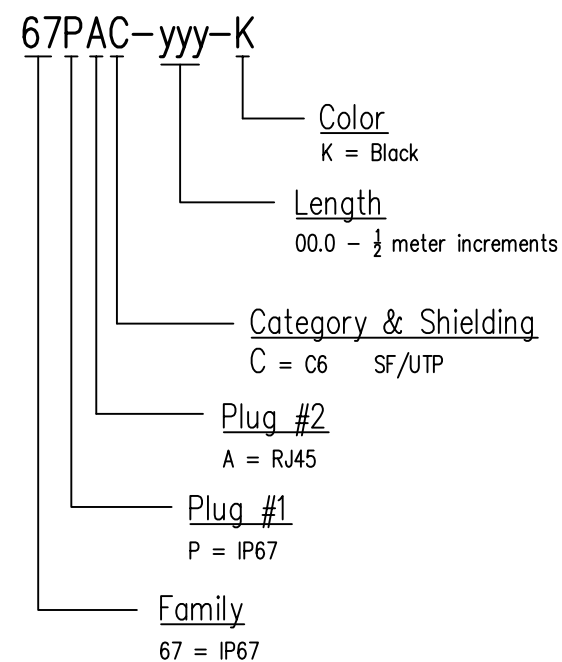 67PAC-yyy-K
Color
K = Black
Length
00.0 - ½ meter increments
Category & Shielding
C = C6 SF/UTP
Plug #2
A = RJ45
Plug #1
P = IP67
Family
67 = IP67